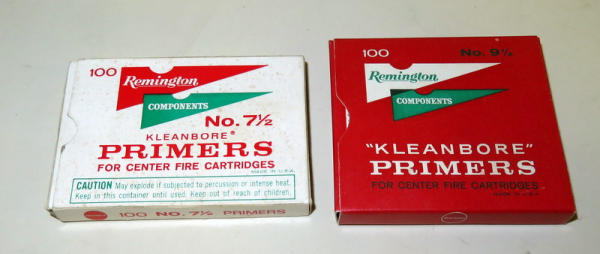 100
Remington
COMPONENTS
No. 7½
KLEANBORE®
PRIMERS
FOR CENTER FIRE CARTRIDGES
MADE IN U.S.A.
CAUTION May explode if subjected to percussion or intense heat.
Keep in this container until used. Keep out of reach of children.
100 NO. 7½ PRIMERS
100 No. 9½
Remington
COMPONENTS
"KLEANBORE"
PRIMERS
FOR CENTER FIRE CARTRIDGES
MADE IN U.S.A.